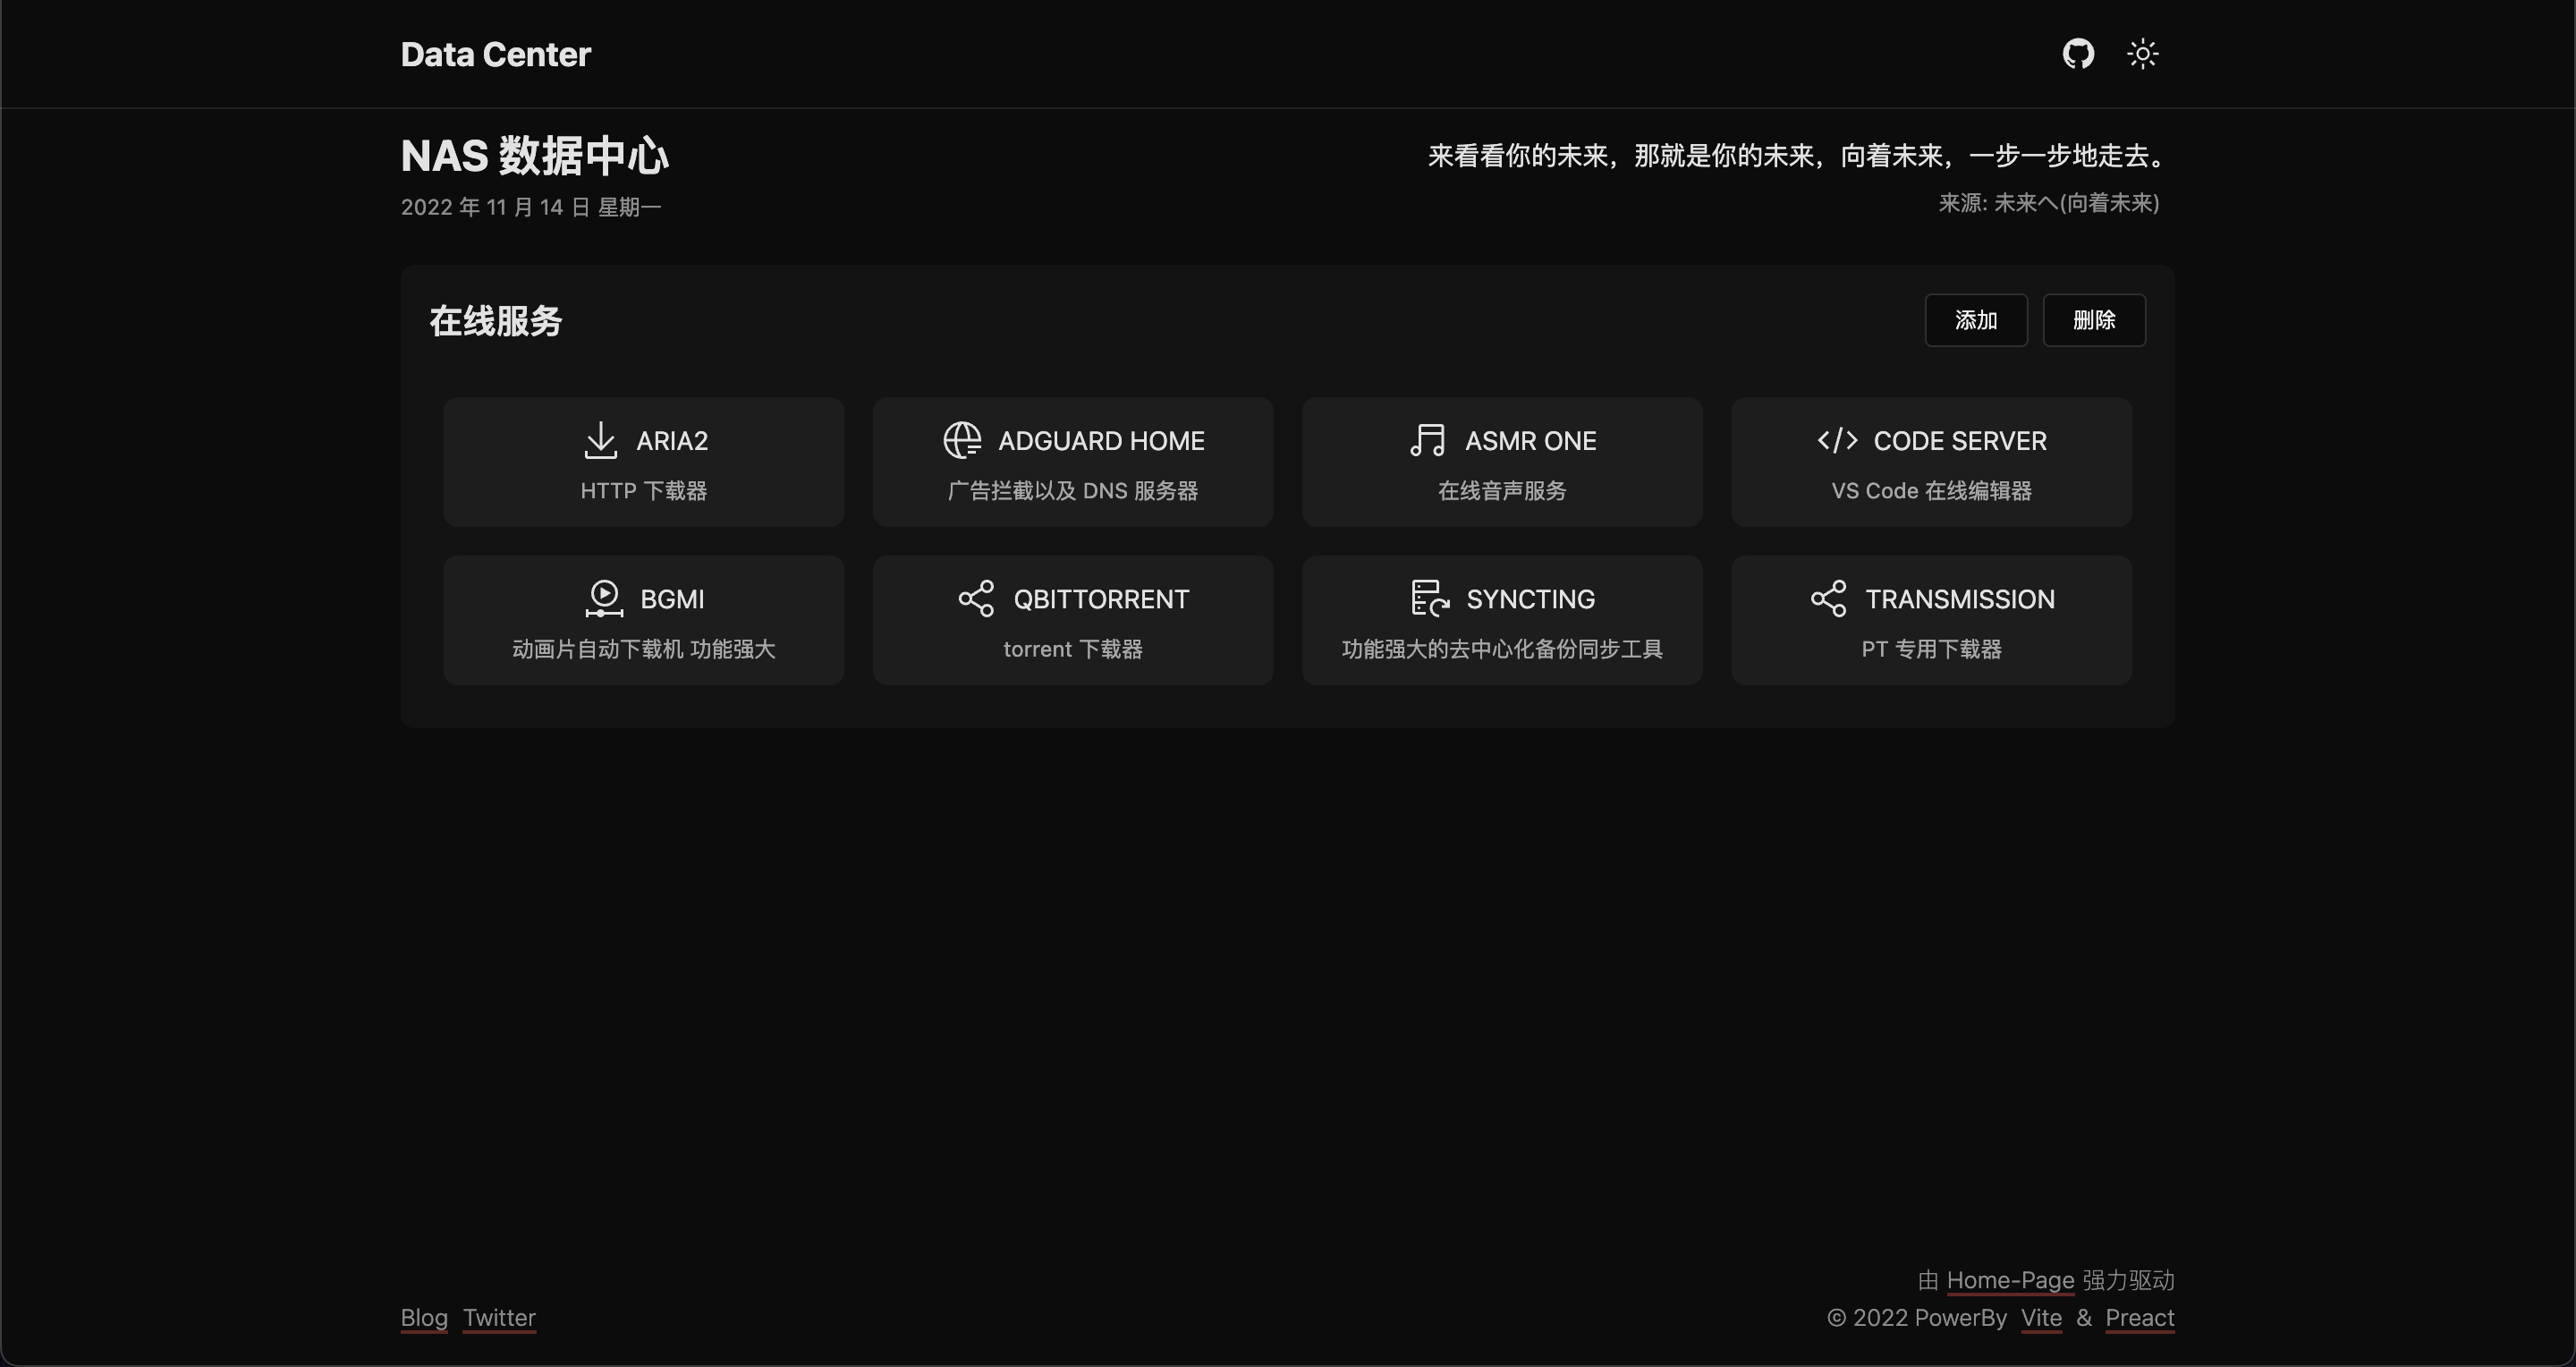 Data Center
NAS 数据中心
2022 年 11 月 14 日 星期一
来看看你的未来，那就是你的未来，向着未来，一步一步地走去。
来源: 未来へ(向着未来)
在线服务
添加
删除
ARIA2
HTTP 下载器
ADGUARD HOME
广告拦截以及 DNS 服务器
ASMR ONE
在线音声服务
CODE SERVER
VS Code 在线编辑器
BGMI
动画片自动下载机 功能强大
QBITTORRENT
torrent 下载器
SYNCTING
功能强大的去中心化备份同步工具
TRANSMISSION
PT 专用下载器
Blog Twitter
由 Home-Page 强力驱动
© 2022 PowerBy Vite & Preact